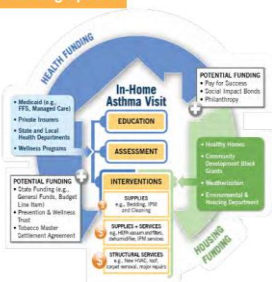 HEALTH FUNDING
In-Home
Asthma Visit
EDUCATION
ASSESSMENT
INTERVENTIONS
SUPPLIES
e.g., Bedding, IPM
and Cleaning
SUPPLIES + SERVICES
eg. HEPA vacuum and filters,
dehumidifier, IPM services
STRUCTURAL SERVICES
e.g., New HVAC, roof,
carpet removal, major repairs
• Medicaid (e.g.,
FFS, Managed Care)
• Private Insurers
• State and Local
Health Departments
• Wellness Programs
POTENTIAL FUNDING
• State Funding (e.g.,
General Funds, Budget
Line Item)
• Prevention & Wellness
Trust
• Tobacco Master
Settlement Agreement
POTENTIAL FUNDING
• Pay for Success
• Social Impact Bonds
• Philanthropy
• Healthy Homes
• Community
Development Block
Grants
• Weatherization
• Environmental &
Housing Department
HOUSING
FUNDING